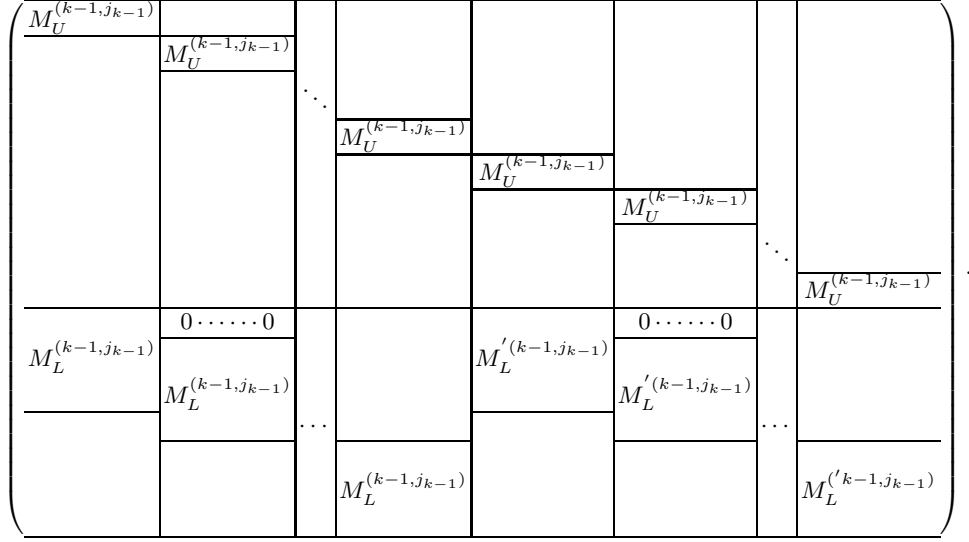 M_U^{(k-1,j_{k-1})}
M_U^{(k-1,j_{k-1})}
⋱
M_U^{(k-1,j_{k-1})}
M_U^{(k-1,j_{k-1})}
M_U^{(k-1,j_{k-1})}
⋱
M_U^{(k-1,j_{k-1})} .
0 ⋯⋯ 0 0 ⋯⋯ 0
M_L^{(k-1,j_{k-1})} M_L^{'(k-1,j_{k-1})}
M_L^{(k-1,j_{k-1})} M_L^{'(k-1,j_{k-1})}
⋯ ⋯
M_L^{(k-1,j_{k-1})} M_L^{('k-1,j_{k-1})}